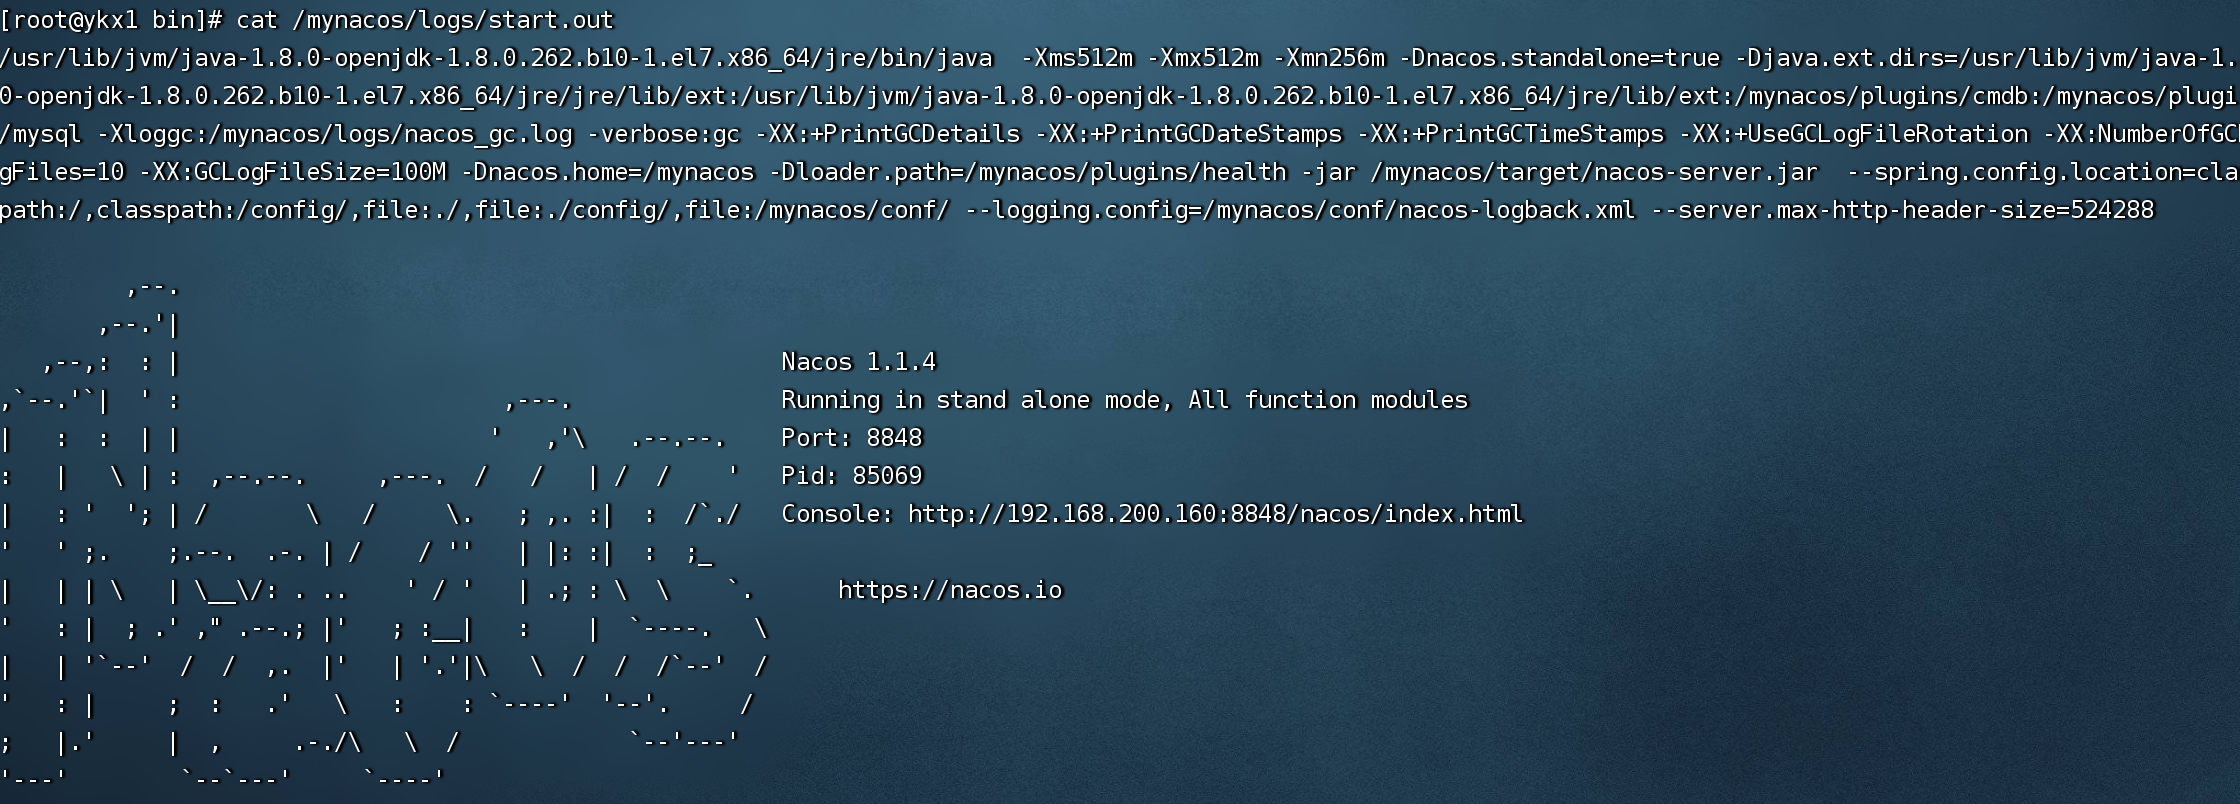 [root@ykx1 bin]# cat /mynacos/logs/start.out
/usr/lib/jvm/java-1.8.0-openjdk-1.8.0.262.b10-1.el7.x86_64/jre/bin/java  -Xms512m -Xmx512m -Xmn256m -Dnacos.standalone=true -Djava.ext.dirs=/usr/lib/jvm/java-1.
0-openjdk-1.8.0.262.b10-1.el7.x86_64/jre/jre/lib/ext:/usr/lib/jvm/java-1.8.0-openjdk-1.8.0.262.b10-1.el7.x86_64/jre/lib/ext:/mynacos/plugins/cmdb:/mynacos/plugi
/mysql -Xloggc:/mynacos/logs/nacos_gc.log -verbose:gc -XX:+PrintGCDetails -XX:+PrintGCDateStamps -XX:+PrintGCTimeStamps -XX:+UseGCLogFileRotation -XX:NumberOfGC
gFiles=10 -XX:GCLogFileSize=100M -Dnacos.home=/mynacos -Dloader.path=/mynacos/plugins/health -jar /mynacos/target/nacos-server.jar  --spring.config.location=cla
path:/,classpath:/config/,file:./,file:./config/,file:/mynacos/conf/ --logging.config=/mynacos/conf/nacos-logback.xml --server.max-http-header-size=524288
Nacos 1.1.4
Running in stand alone mode, All function modules
Port: 8848
Pid: 85069
Console: http://192.168.200.160:8848/nacos/index.html
https://nacos.io